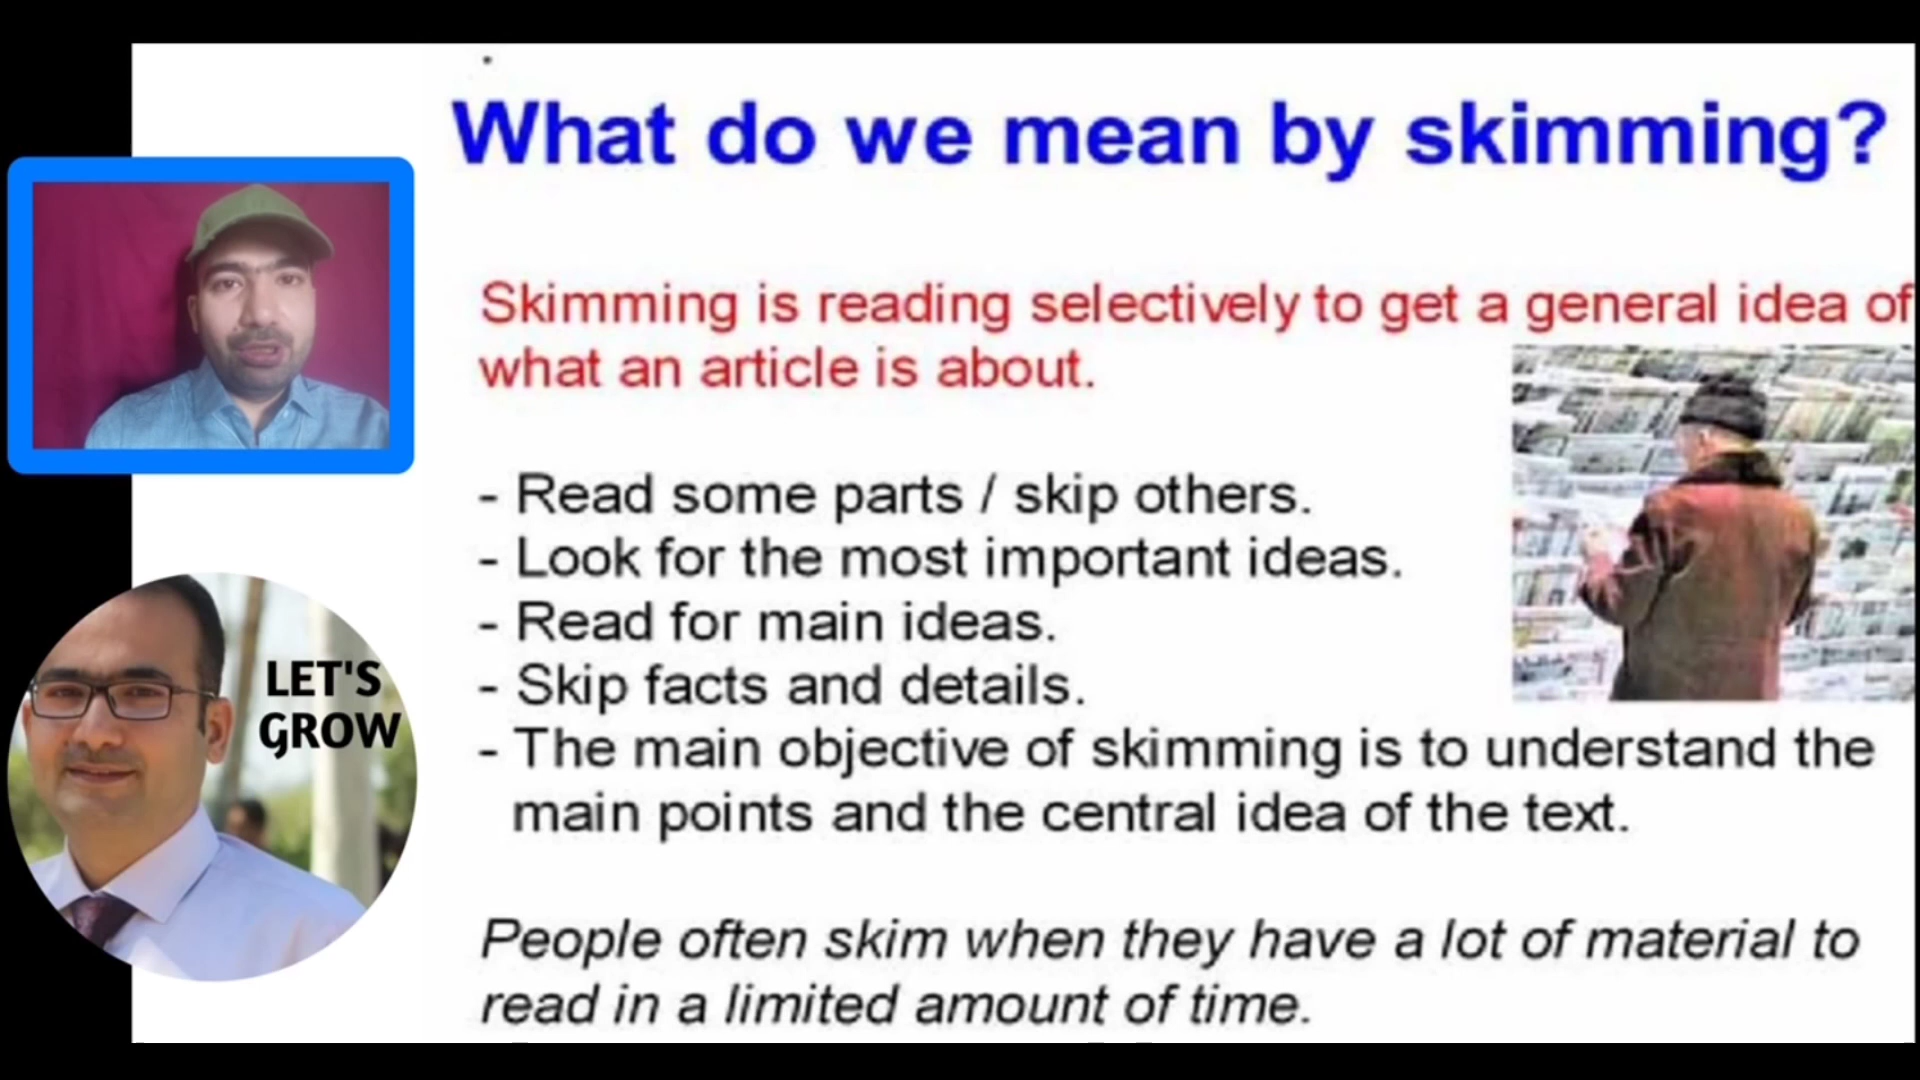 What do we mean by skimming?
Skimming is reading selectively to get a general idea of
what an article is about.
- Read some parts / skip others.
- Look for the most important ideas.
- Read for main ideas.
- Skip facts and details.
- The main objective of skimming is to understand the
main points and the central idea of the text.
People often skim when they have a lot of material to
read in a limited amount of time.
LET'S
GROW